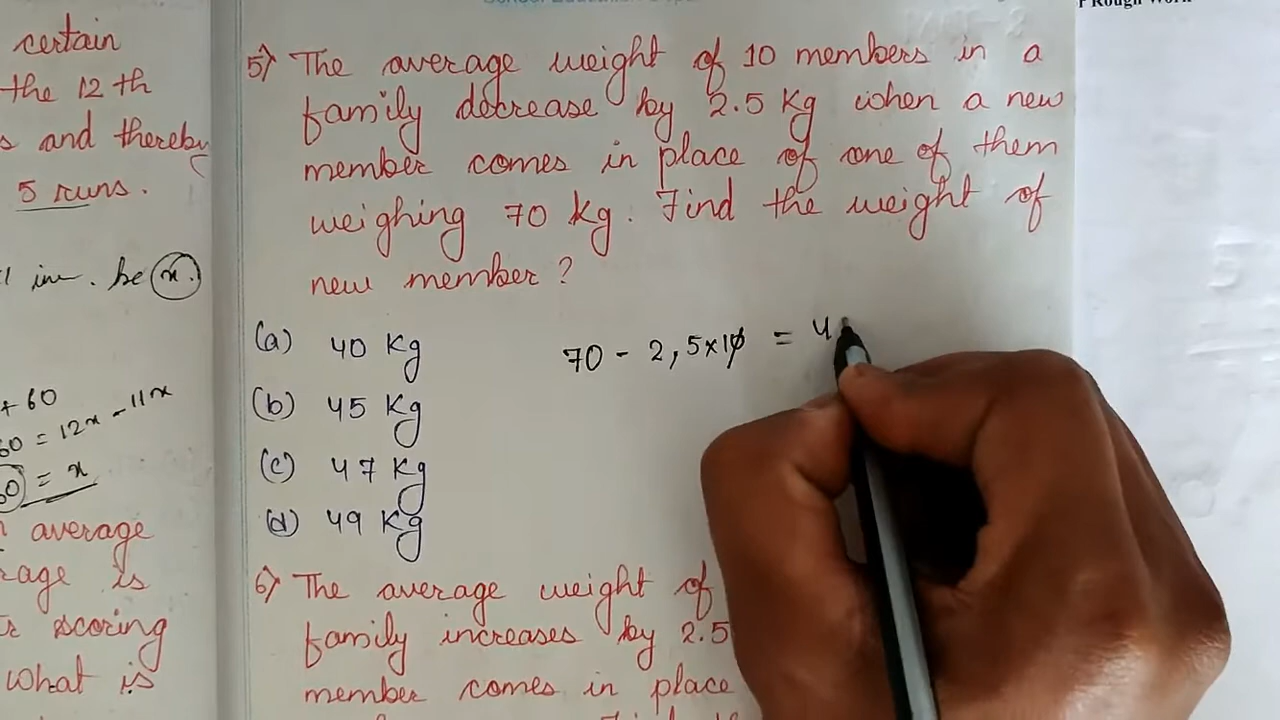 certain
the 12 th
s and thereby
5 runs.
be x.
+ 60
60 = 12x - 11x
= x
average
rage is
scoring
what is
Rough Work
5) The average weight of 10 members in a
family decrease by 2.5 Kg when a new
member comes in place of one of them
weighing 70 kg. Find the weight of
new member?
(a) 40 Kg
(b) 45 Kg
(c) 47 Kg
(d) 49 Kg
70 - 2,5×10 = 4
6) The average weight of
family increases by 2.5
member comes in place